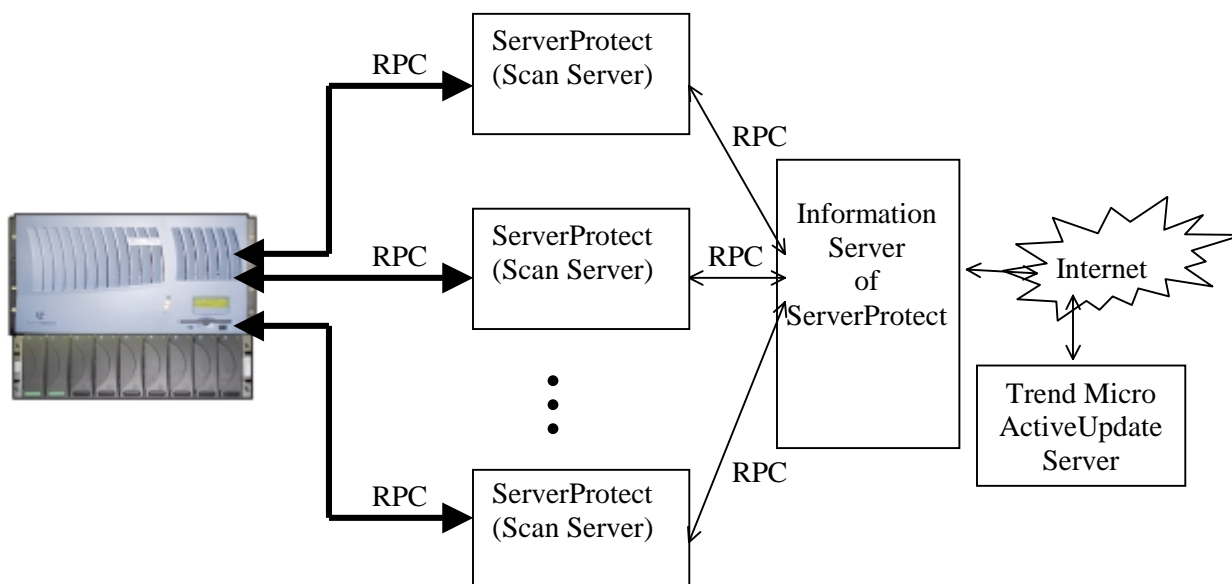 RPC
ServerProtect
(Scan Server)
RPC
Information
Server
of
ServerProtect
RPC
ServerProtect
(Scan Server)
RPC
Internet
Trend Micro
ActiveUpdate
Server
RPC
ServerProtect
(Scan Server)
RPC